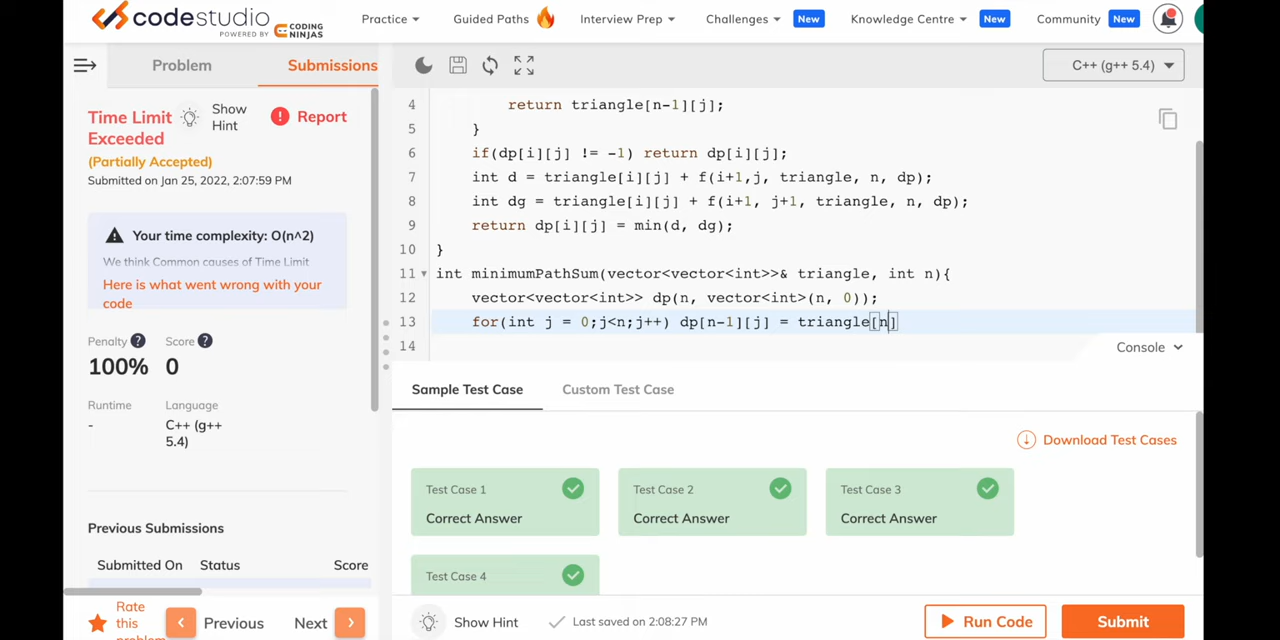 codestudio
POWERED BY CODING NINJAS
Practice Guided Paths Interview Prep Challenges New Knowledge Centre New Community New
Problem Submissions
C++ (g++ 5.4)
Time Limit Exceeded
Show Hint
Report
(Partially Accepted)
Submitted on Jan 25, 2022, 2:07:59 PM
Your time complexity: O(n^2)
We think Common causes of Time Limit
Here is what went wrong with your
code
Penalty ? Score ?
100% 0
Runtime Language
- C++ (g++
5.4)
Previous Submissions
Submitted On Status Score
Rate
this
problem
Previous Next
4 return triangle[n-1][j];
5 }
6 if(dp[i][j] != -1) return dp[i][j];
7 int d = triangle[i][j] + f(i+1,j, triangle, n, dp);
8 int dg = triangle[i][j] + f(i+1, j+1, triangle, n, dp);
9 return dp[i][j] = min(d, dg);
10 }
11 int minimumPathSum(vector<vector<int>>& triangle, int n){
12 vector<vector<int>> dp(n, vector<int>(n, 0));
13 for(int j = 0;j<n;j++) dp[n-1][j] = triangle[n]
14
Console
Sample Test Case Custom Test Case
Download Test Cases
Test Case 1
Correct Answer
Test Case 2
Correct Answer
Test Case 3
Correct Answer
Test Case 4
Show Hint Last saved on 2:08:27 PM
Run Code Submit